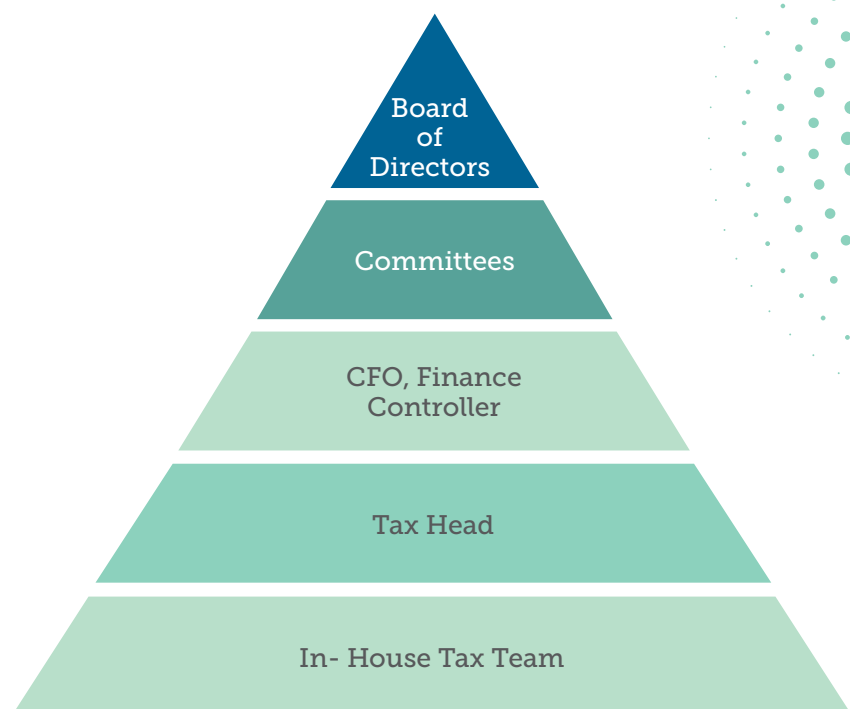 Board
of
Directors
Committees
CFO, Finance
Controller
Tax Head
In- House Tax Team